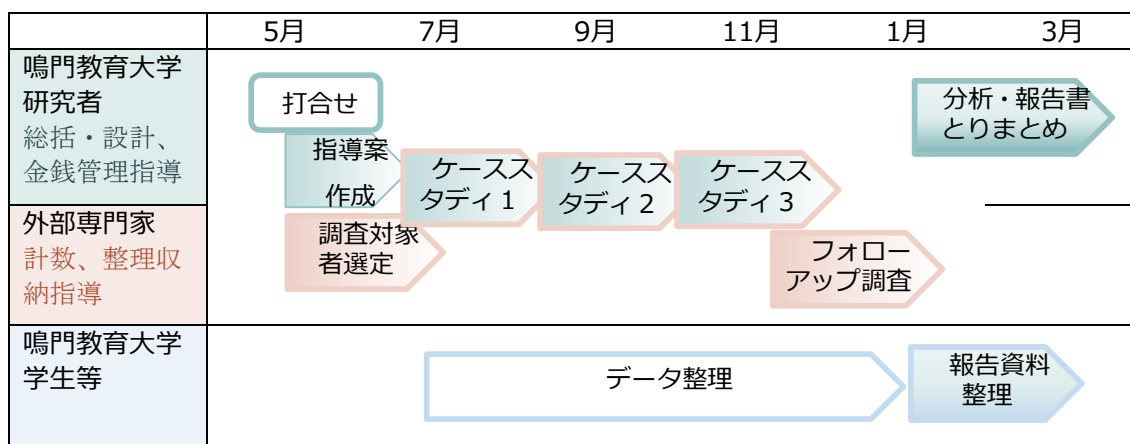 5月 7月 9月 11月 1月 3月
鳴門教育大学
研究者
総括・設計、
金銭管理指導
打合せ
指導案
作成
ケースス
タディ１
ケースス
タディ２
ケースス
タディ３
分析・報告書
とりまとめ
外部専門家
計数、整理収
納指導
調査対象
者選定
フォロー
アップ調査
鳴門教育大学
学生等
データ整理
報告資料
整理